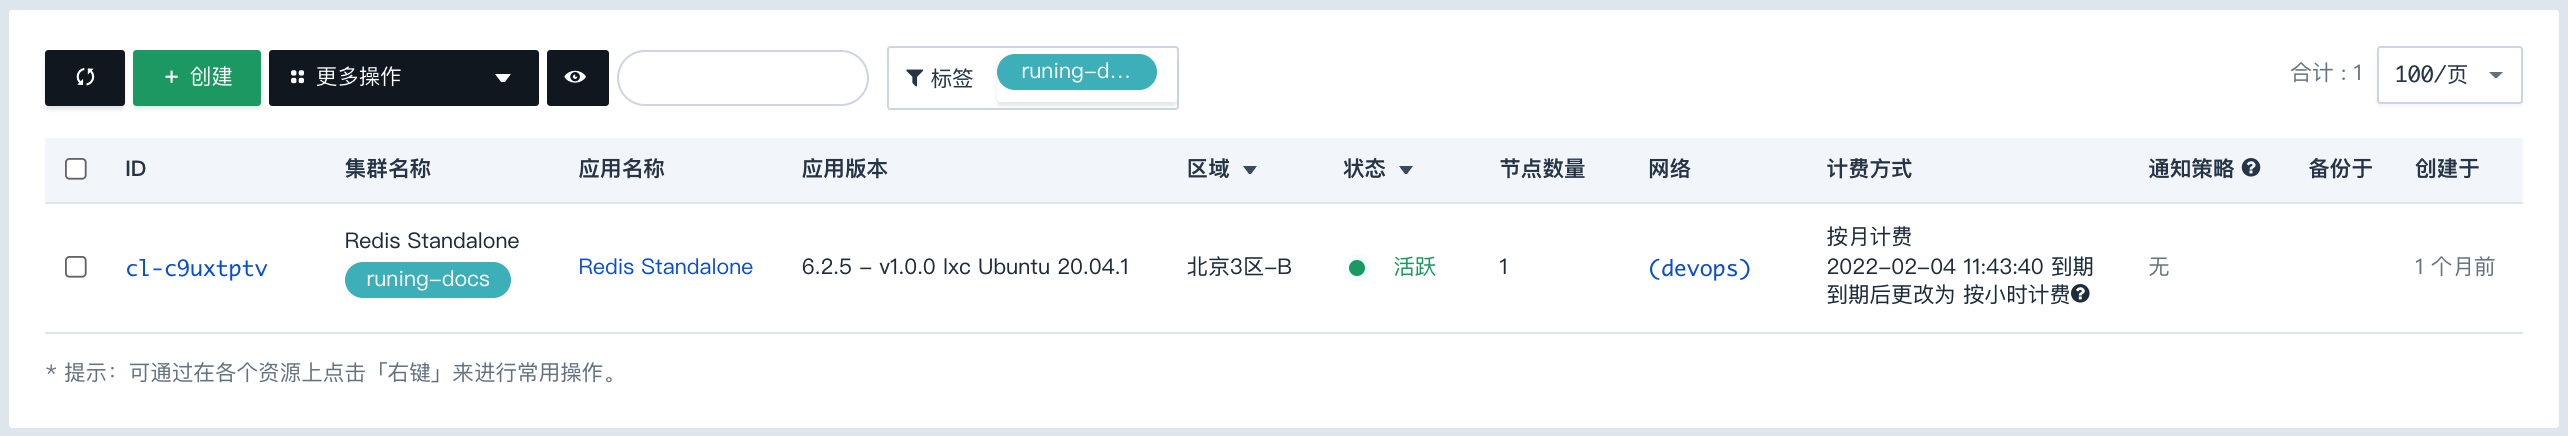 + 创建 更多操作 标签 runing-d... 合计：1 100/页
ID 集群名称 应用名称 应用版本 区域 状态 节点数量 网络 计费方式 通知策略 备份于 创建于
cl-c9uxtptv Redis Standalone
runing-docs
Redis Standalone 6.2.5 - v1.0.0 lxc Ubuntu 20.04.1 北京3区-B 活跃 1 (devops)
按月计费
2022-02-04 11:43:40 到期
到期后更改为 按小时计费
无 1 个月前
* 提示：可通过在各个资源上点击「右键」来进行常用操作。